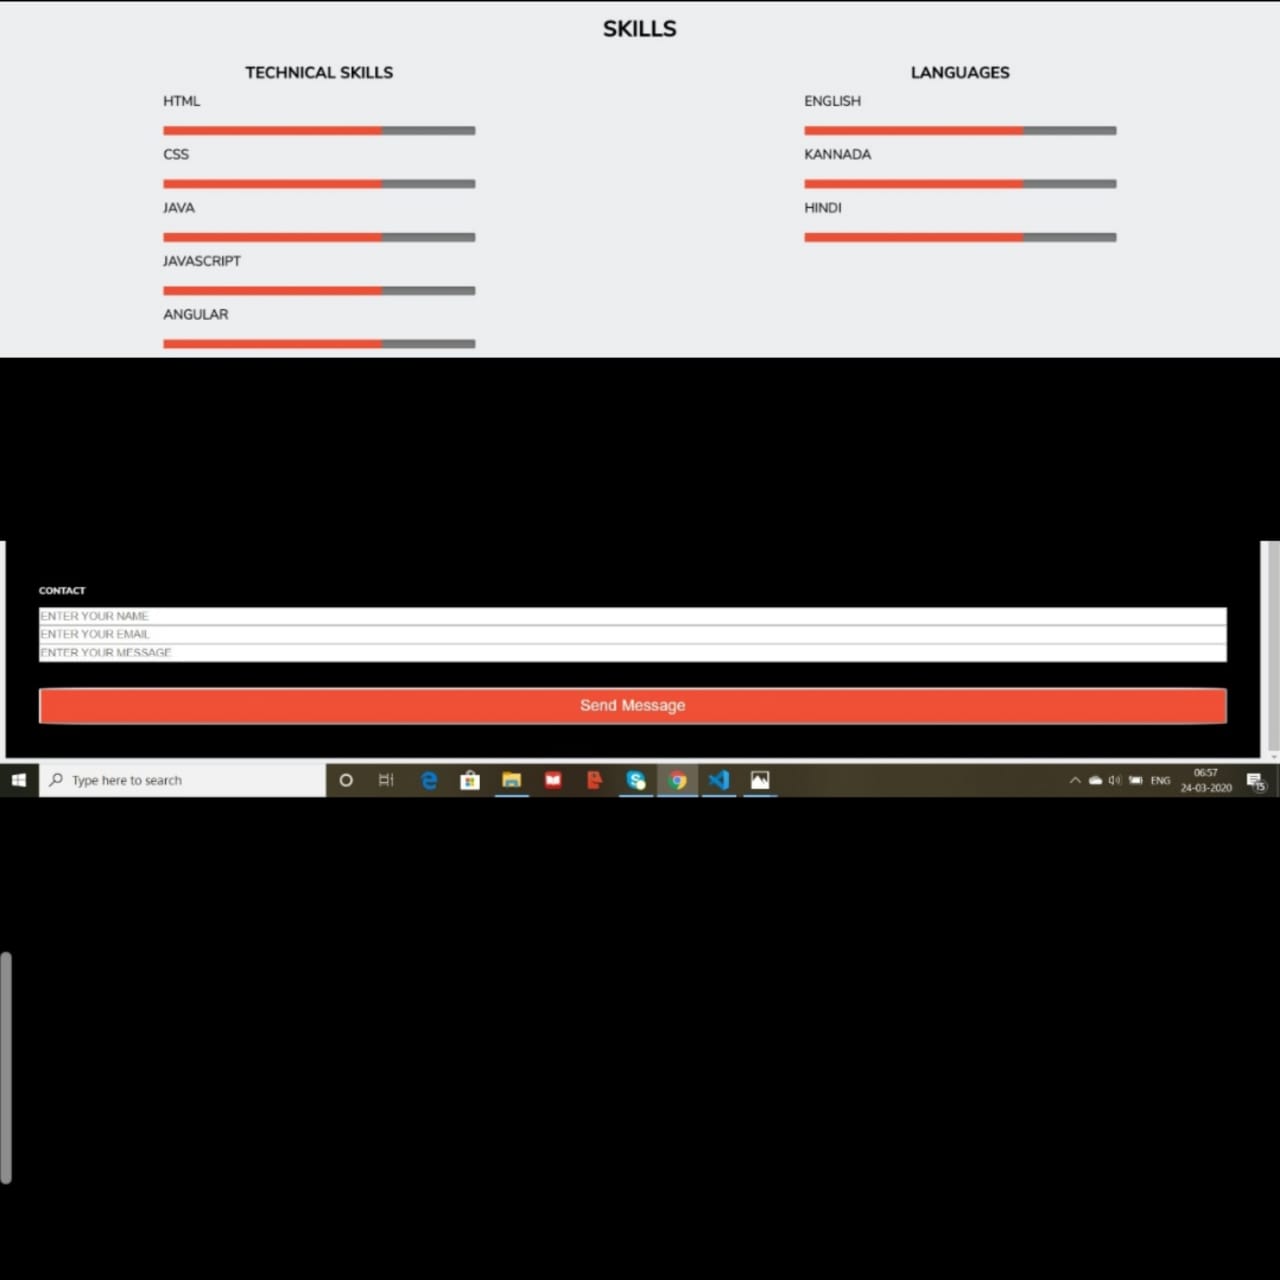 SKILLS
TECHNICAL SKILLS
HTML
CSS
JAVA
JAVASCRIPT
ANGULAR
LANGUAGES
ENGLISH
KANNADA
HINDI
CONTACT
ENTER YOUR NAME
ENTER YOUR EMAIL
ENTER YOUR MESSAGE
Send Message
Type here to search
ENG
06:57
24-03-2020
15